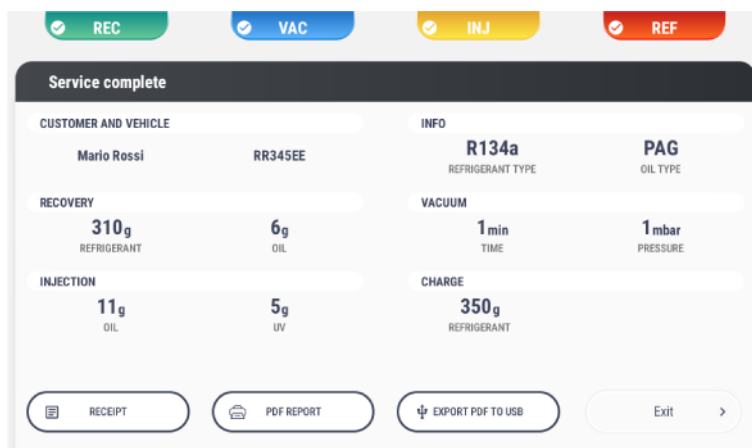 REC VAC INJ REF
Service complete
CUSTOMER AND VEHICLE INFO
Mario Rossi RR345EE R134a PAG
REFRIGERANT TYPE OIL TYPE
RECOVERY VACUUM
310g 6g 1min 1mbar
REFRIGERANT OIL TIME PRESSURE
INJECTION CHARGE
11g 5g 350g
OIL UV REFRIGERANT
RECEIPT PDF REPORT EXPORT PDF TO USB Exit